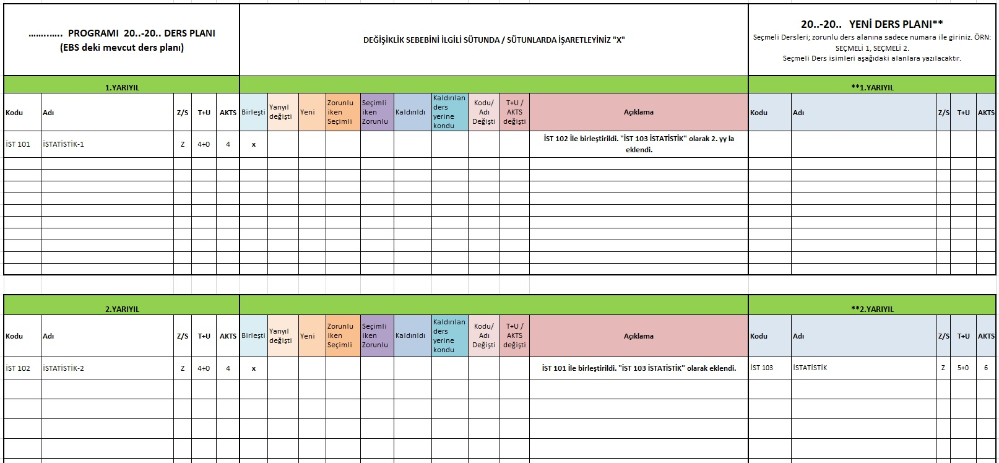 …….……  PROGRAMI  20..-20.. DERS PLANI
(EBS deki mevcut ders planı)
DEĞİŞİKLİK SEBEBİNİ İLGİLİ SÜTUNDA / SÜTUNLARDA İŞARETLEYİNİZ "X"
20..-20..   YENİ DERS PLANI**
Seçmeli Dersleri; zorunlu ders alanına sadece numara ile giriniz. ÖRN:
SEÇMELİ 1, SEÇMELİ 2.
Seçmeli Ders isimleri aşağıdaki alanlara yazılacaktır.
1.YARIYIL
**1.YARIYIL
Kodu
Adı
Z/S
T+U
AKTS
Birleşti
Yarıyıl
değişti
Yeni
Zorunlu
iken
Seçimli
Seçimli
iken
Zorunlu
Kaldırıldı
Kaldırılan
ders
yerine
kondu
Kodu/
Adı
Değişti
T+U /
AKTS
değişti
Açıklama
Kodu
Adı
Z/S
T+U
AKTS
İST 101
İSTATİSTİK-1
Z
4+0
4
x
İST 102 İle birleştirildi. "İST 103 İSTATİSTİK" olarak 2. yy la
eklendi.
2.YARIYIL
**2.YARIYIL
Kodu
Adı
Z/S
T+U
AKTS
Birleşti
Yarıyıl
değişti
Yeni
Zorunlu
iken
Seçimli
Seçimli
iken
Zorunlu
Kaldırıldı
Kaldırılan
ders
yerine
kondu
Kodu/
Adı
Değişti
T+U /
AKTS
değişti
Açıklama
Kodu
Adı
Z/S
T+U
AKTS
İST 102
İSTATİSTİK-2
Z
4+0
4
x
İST 101 İle birleştirildi. "İST 103 İSTATİSTİK" olarak eklendi.
İST 103
İSTATİSTİK
Z
5+0
6